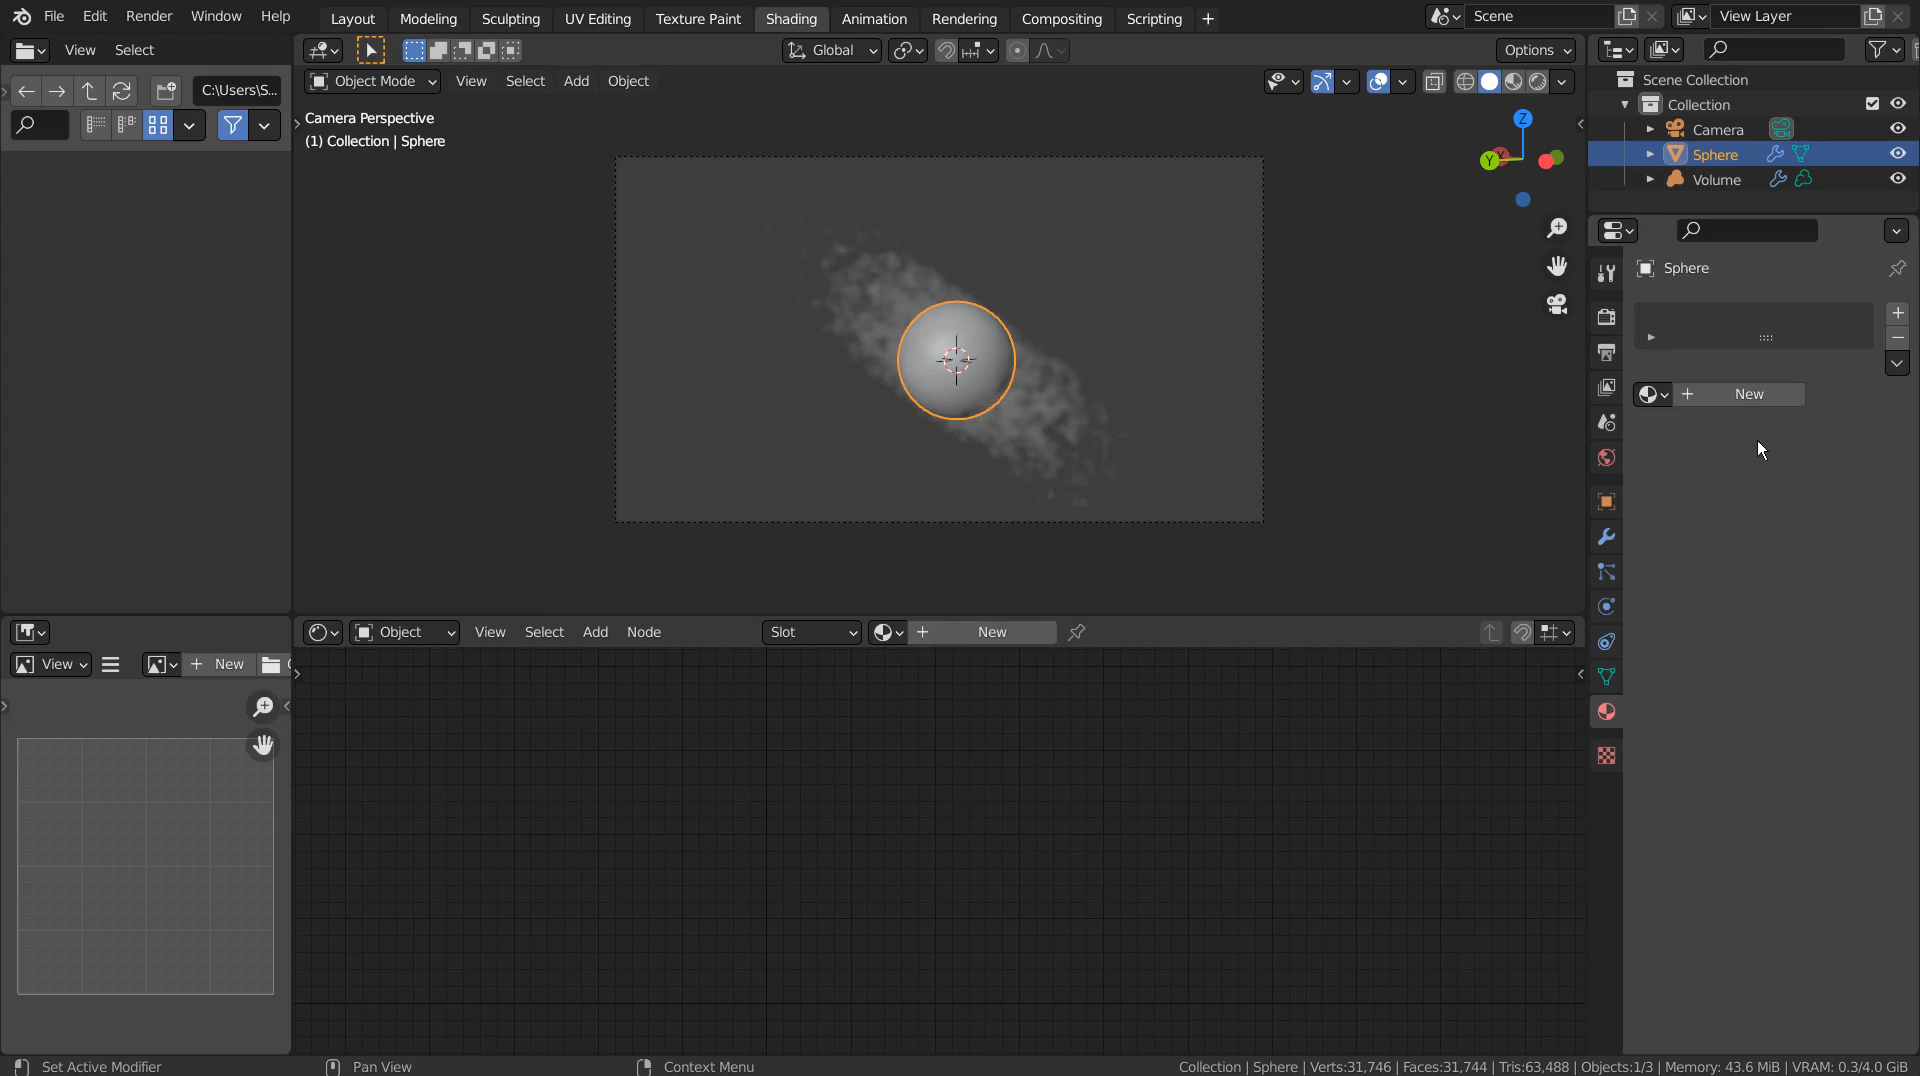 File Edit Render Window Help Layout Modeling Sculpting UV Editing Texture Paint Shading Animation Rendering Compositing Scripting + Scene View Layer
View Select Global Options
C:\Users\S... Object Mode View Select Add Object
Camera Perspective
(1) Collection | Sphere
Z
Y
X
Scene Collection
Collection
Camera
Sphere
Volume
Sphere
+ New
Object View Select Add Node Slot + New
View + New
Set Active Modifier Pan View Context Menu Collection | Sphere | Verts:31,746 | Faces:31,744 | Tris:63,488 | Objects:1/3 | Memory: 43.6 MiB | VRAM: 0.3/4.0 GiB